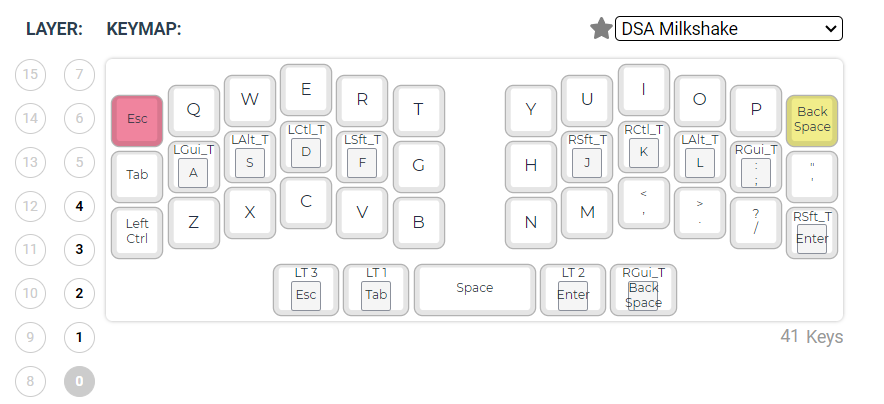 LAYER: KEYMAP: DSA Milkshake
15 7
14 6
13 5
12 4
11 3
10 2
9 1
8 0
Esc Q W E R T Y U I O P Back Space
Tab LGui_T A LAlt_T S LCtl_T D LSft_T F G H RSft_T J RCtl_T K LAlt_T L RGui_T : ; " '
Left Ctrl Z X C V B N M < , > . ? / RSft_T Enter
LT 3 Esc LT 1 Tab Space LT 2 Enter RGui_T Back Space
41 Keys